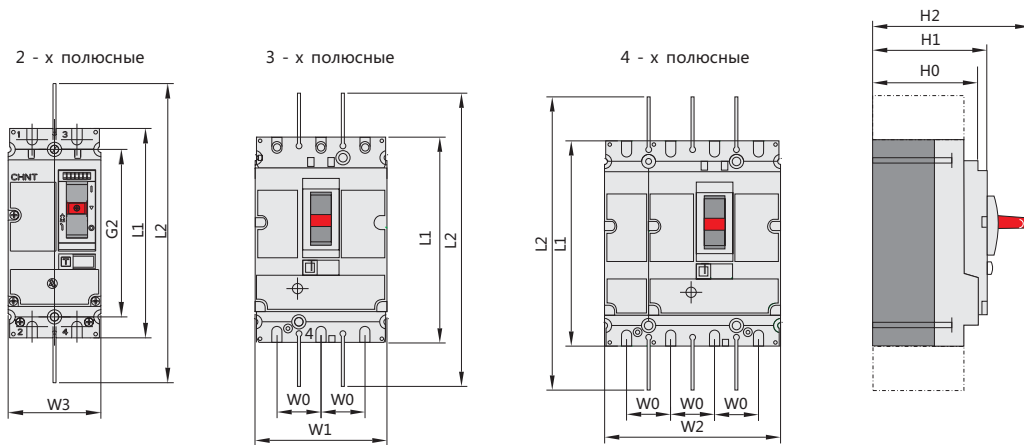 2 - х полюсные
3 - х полюсные
4 - х полюсные
H2
H1
H0
1
3
CHNT
G2
L1
L2
T
2
4
W3
L1
L2
4
W0
W0
W1
L2
L1
W0
W0
W0
W2